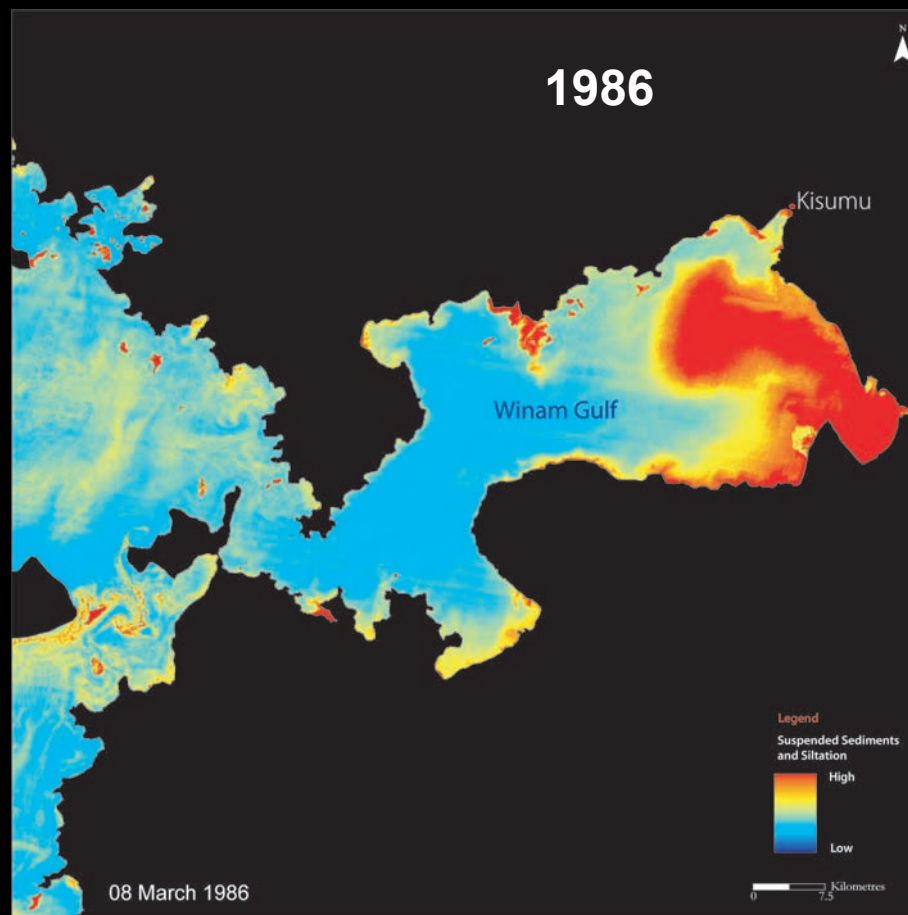 1986
N
Kisumu
Winam Gulf
Legend
Suspended Sediments
and Siltation
High
Low
08 March 1986
Kilometres
0 7.5